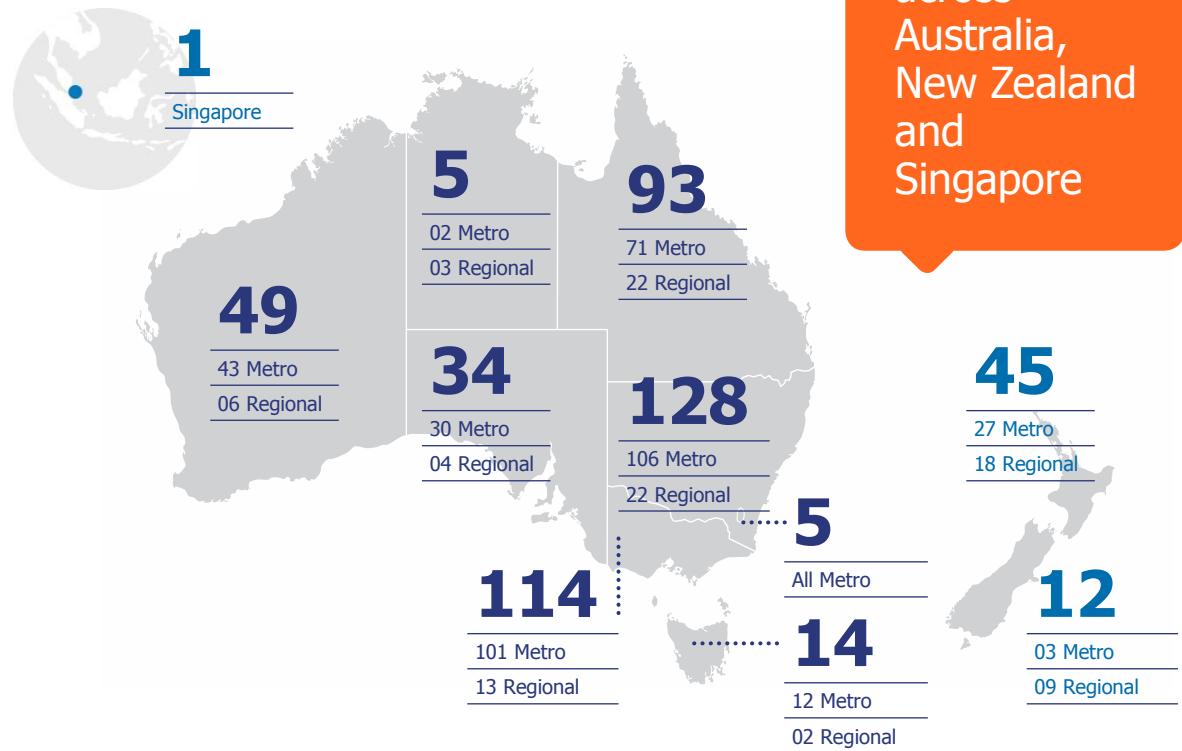 across
Australia,
New Zealand
and
Singapore
1
Singapore
5
02 Metro
03 Regional
93
71 Metro
22 Regional
49
43 Metro
06 Regional
34
30 Metro
04 Regional
128
106 Metro
22 Regional
45
27 Metro
18 Regional
5
All Metro
114
101 Metro
13 Regional
14
12 Metro
02 Regional
12
03 Metro
09 Regional